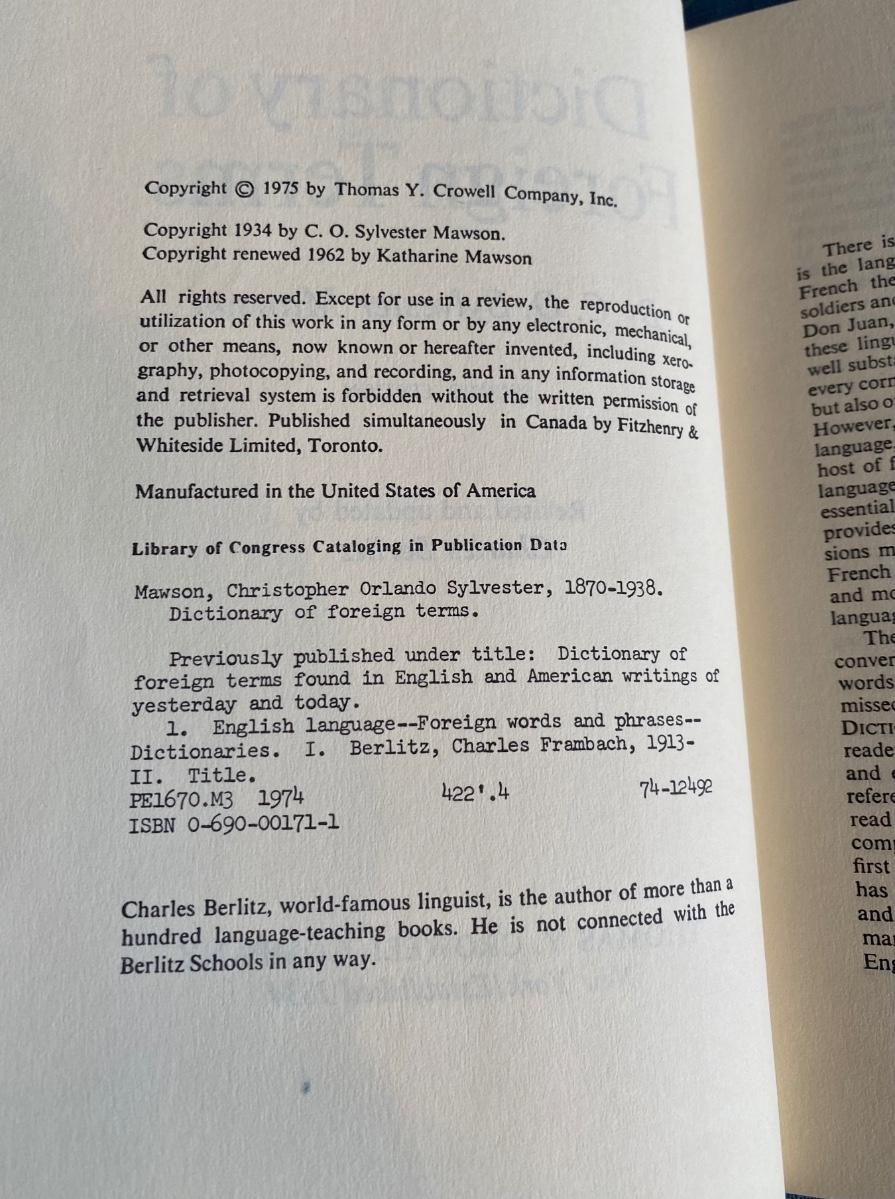 Copyright © 1975 by Thomas Y. Crowell Company, Inc.
Copyright 1934 by C. O. Sylvester Mawson.
Copyright renewed 1962 by Katharine Mawson
All rights reserved. Except for use in a review, the reproduction or
utilization of this work in any form or by any electronic, mechanical,
or other means, now known or hereafter invented, including xero-
graphy, photocopying, and recording, and in any information storage
and retrieval system is forbidden without the written permission of
the publisher. Published simultaneously in Canada by Fitzhenry &
Whiteside Limited, Toronto.
Manufactured in the United States of America
Library of Congress Cataloging in Publication Data
Mawson, Christopher Orlando Sylvester, 1870-1938.
Dictionary of foreign terms.
Previously published under title: Dictionary of
foreign terms found in English and American writings of
yesterday and today.
1. English language--Foreign words and phrases--
Dictionaries. I. Berlitz, Charles Frambach, 1913-
II. Title.
PE1670.M3 1974 422'.4 74-12492
ISBN 0-690-00171-1
Charles Berlitz, world-famous linguist, is the author of more than a
hundred language-teaching books. He is not connected with the
Berlitz Schools in any way.
There is
is the lang
French the
soldiers and
Don Juan,
these lingu
well subst
every corn
but also o
However,
language
host of f
language
essential
provides
sions m
French
and mo
languag
The
conver
words
misse
DICTI
reade
and
refere
read
com
first
has
and
ma
Eng